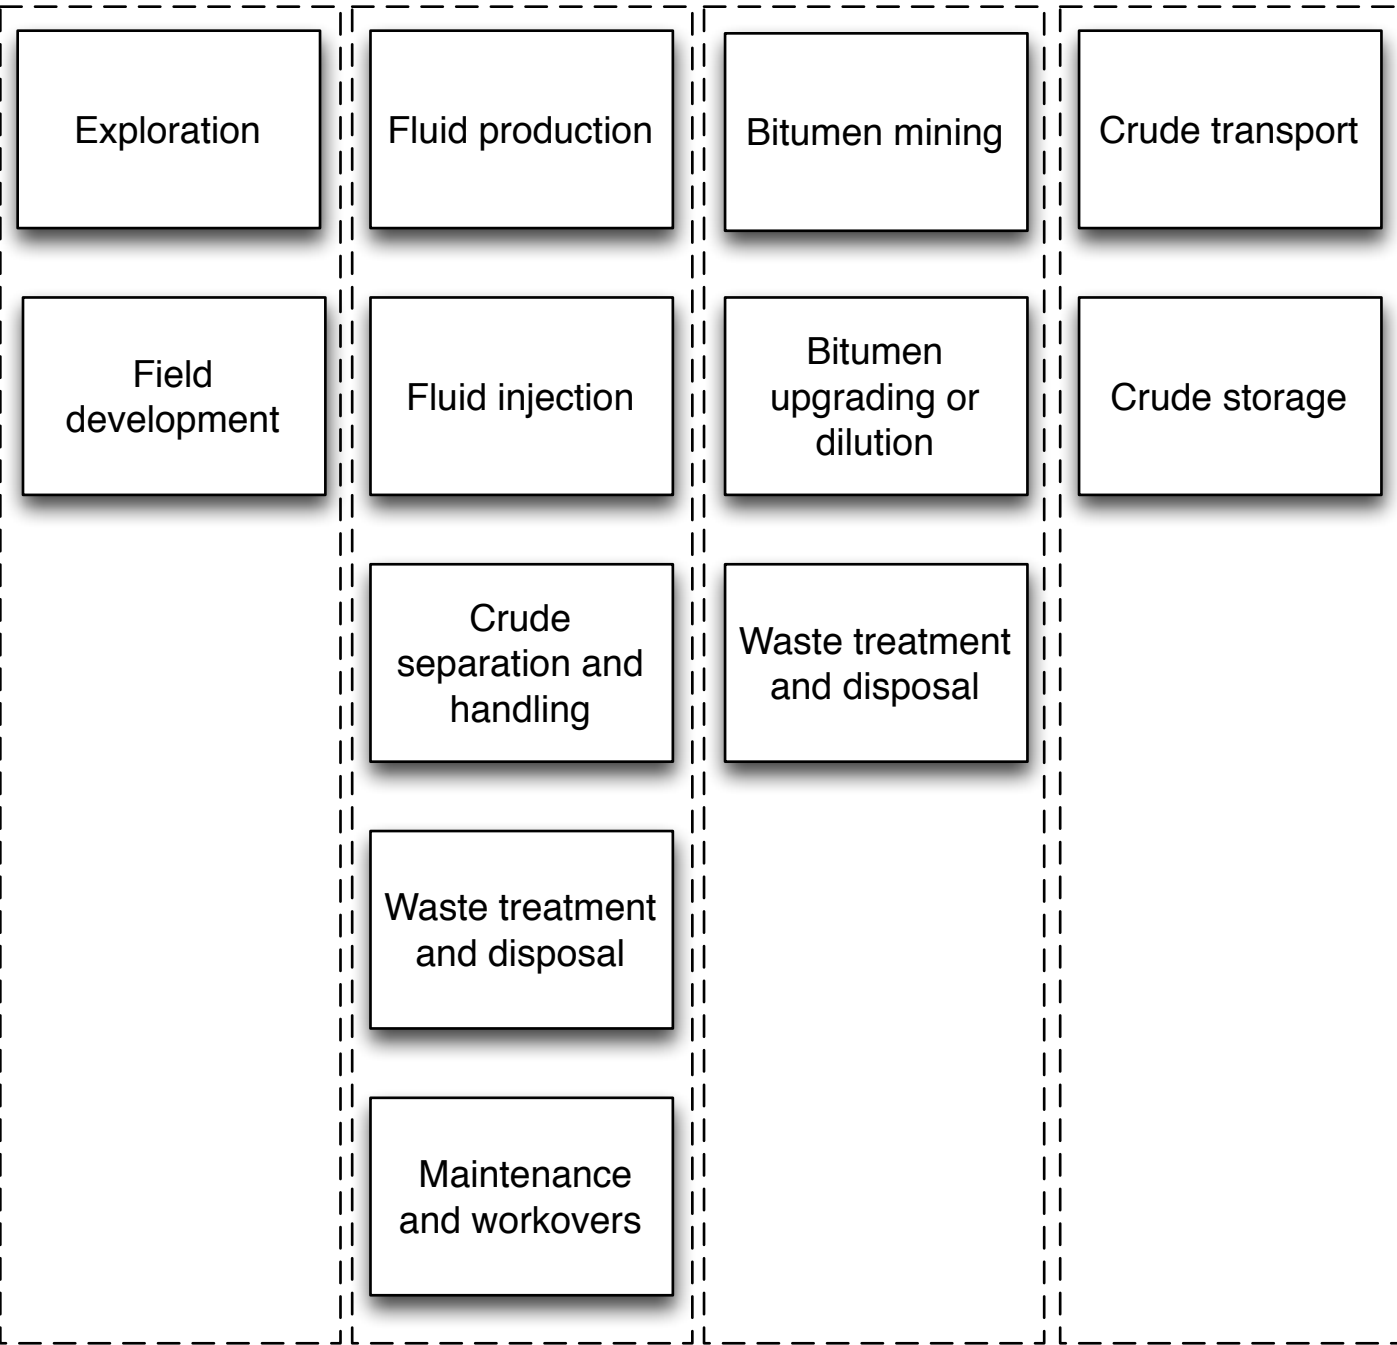 Exploration
Field
development
Fluid production
Fluid injection
Crude
separation and
handling
Waste treatment
and disposal
Maintenance
and workovers
Bitumen mining
Bitumen
upgrading or
dilution
Waste treatment
and disposal
Crude transport
Crude storage